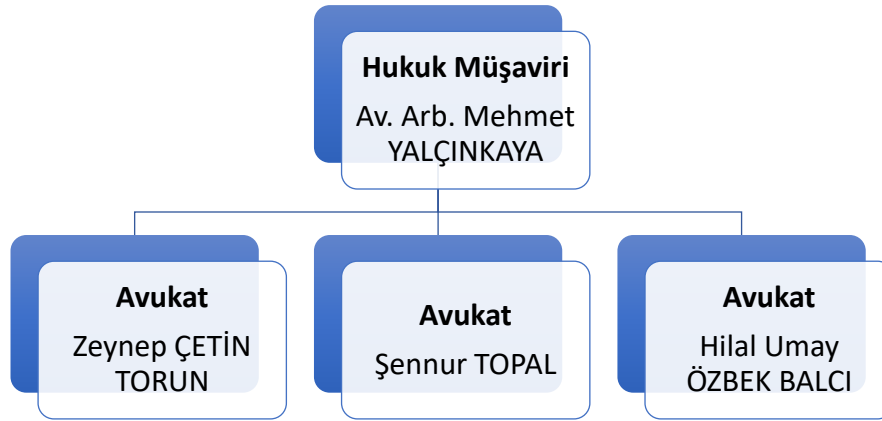 Hukuk Müşaviri
Av. Arb. Mehmet
YALÇINKAYA
Avukat
Zeynep ÇETİN
TORUN
Avukat
Şennur TOPAL
Avukat
Hilal Umay
ÖZBEK BALCI